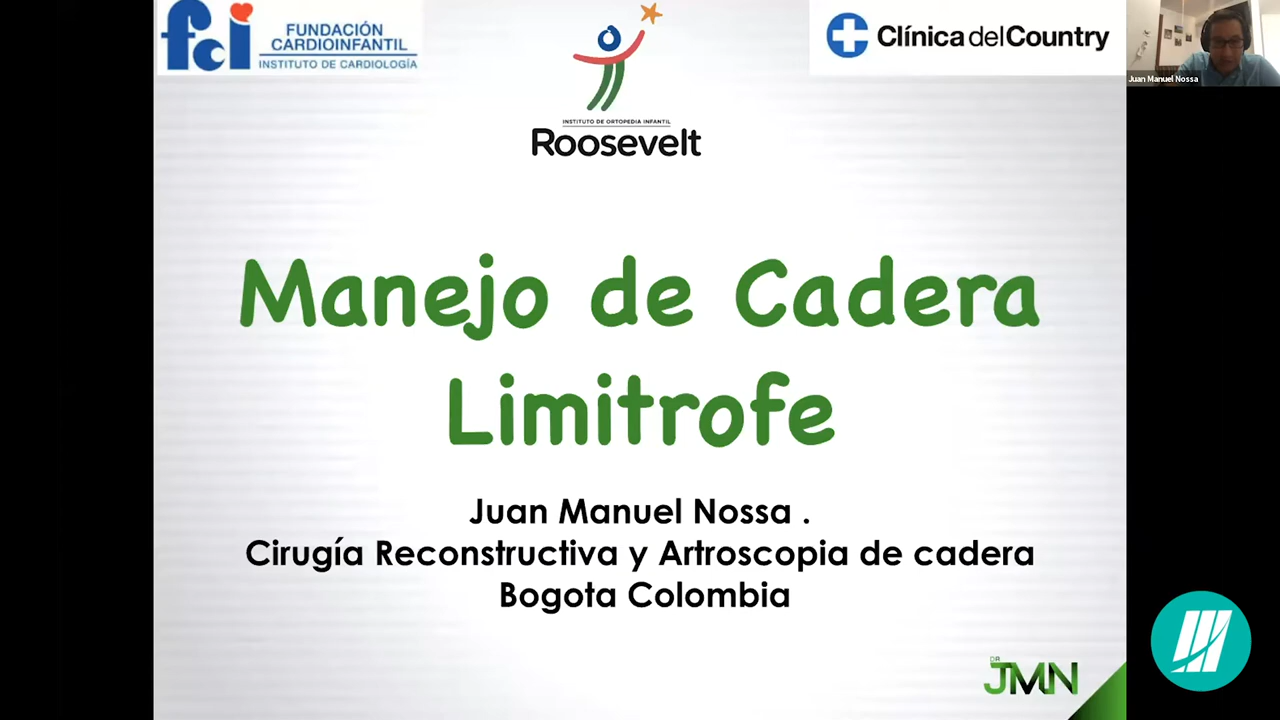 fci
FUNDACIÓN
CARDIOINFANTIL
INSTITUTO DE CARDIOLOGÍA
INSTITUTO DE ORTOPEDIA INFANTIL
Roosevelt
Clínica del Country
Juan Manuel Nossa
Manejo de Cadera
Limitrofe
Juan Manuel Nossa .
Cirugía Reconstructiva y Artroscopia de cadera
Bogota Colombia
DR
JMN